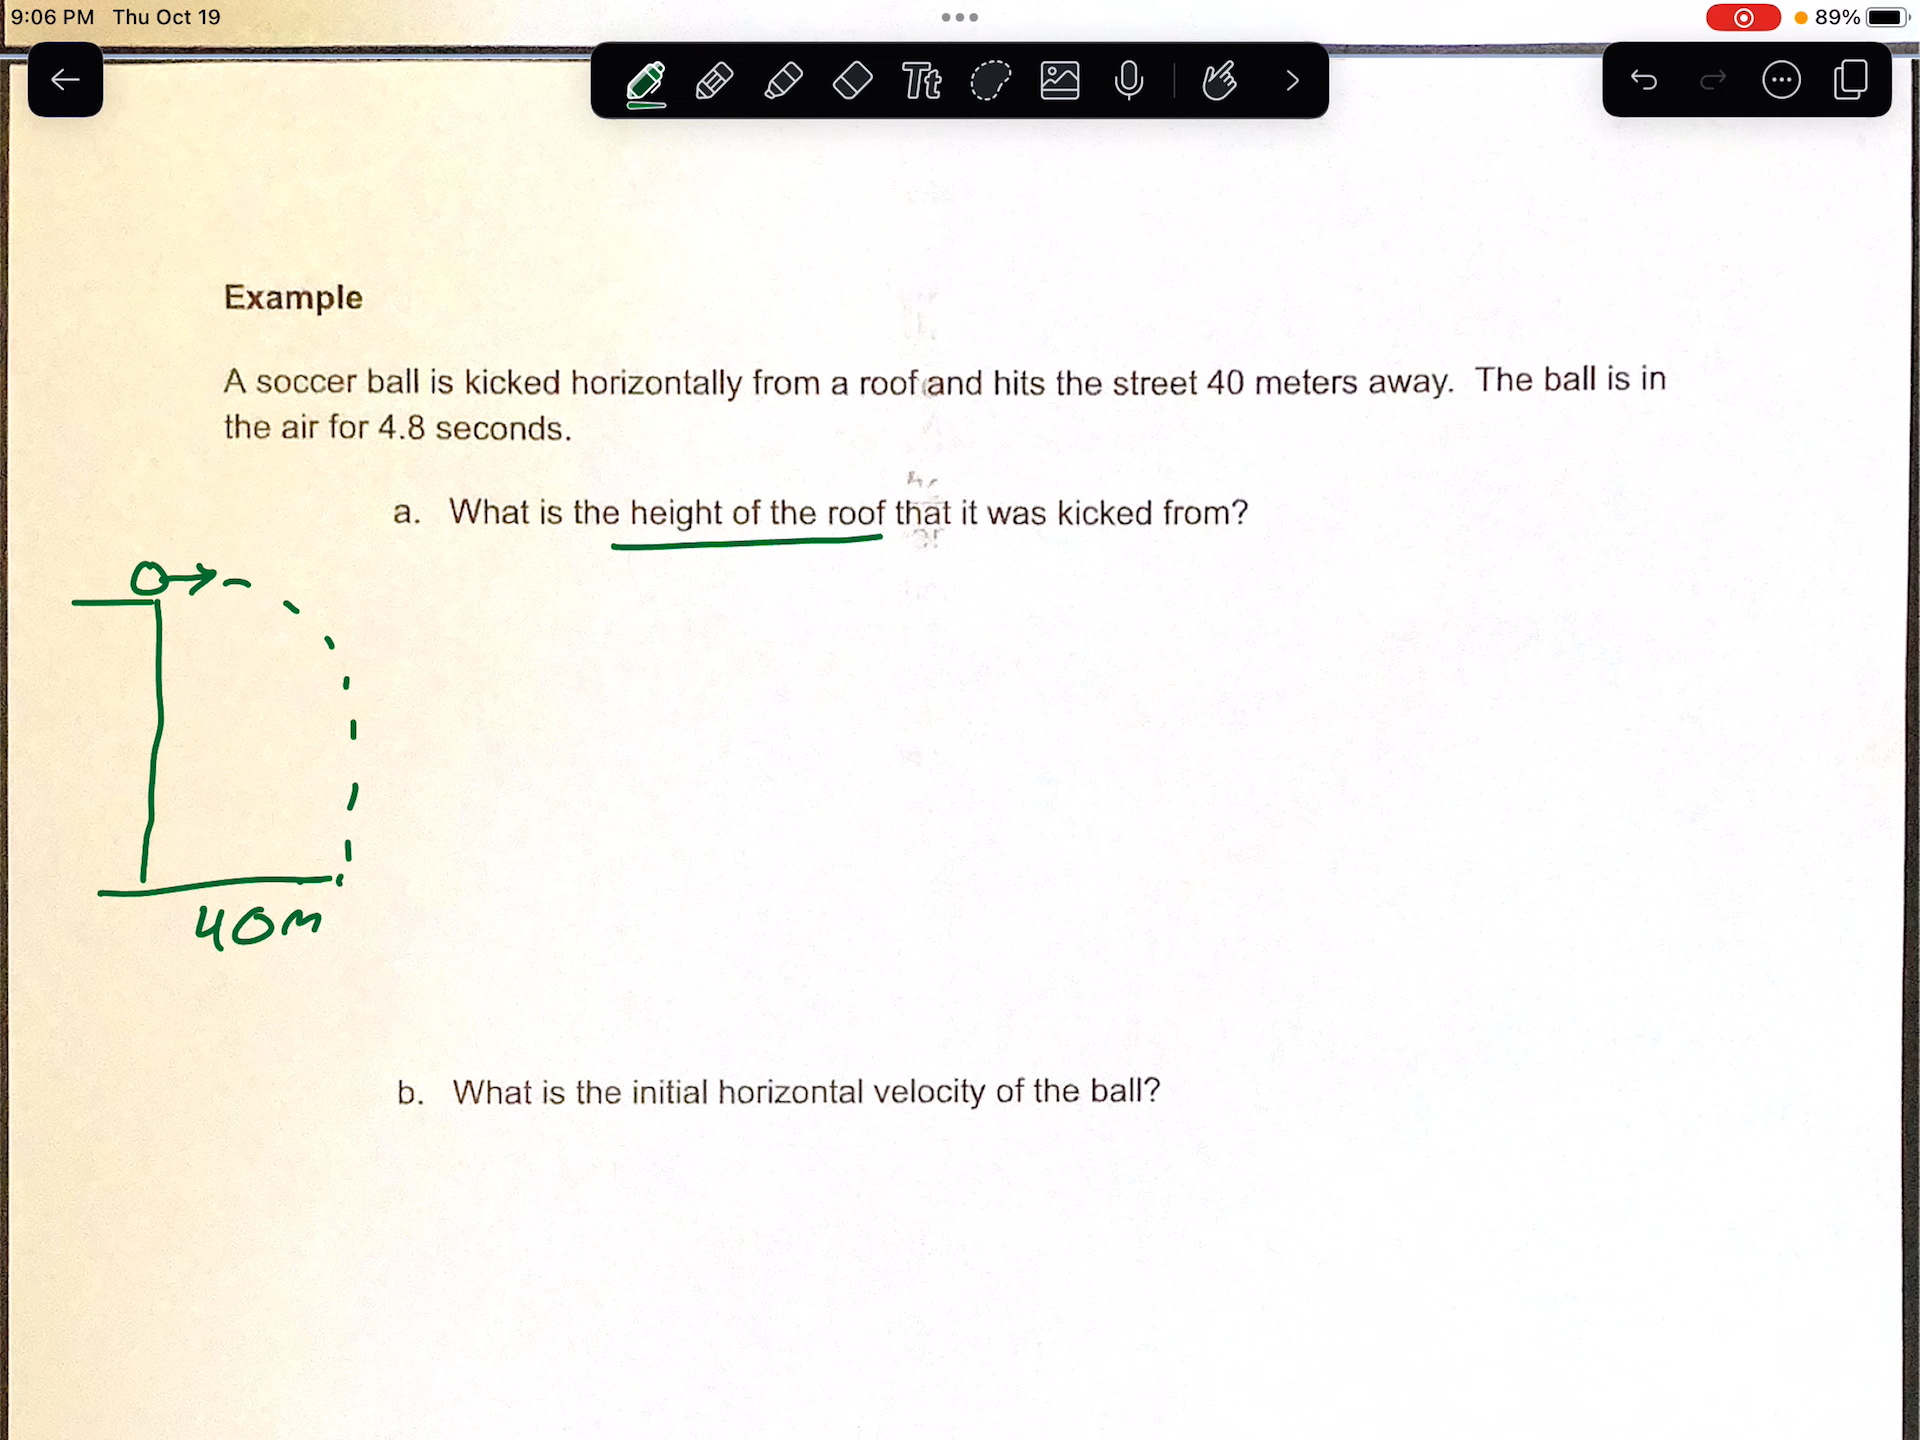 9:06 PM Thu Oct 19
89%
Tt
Example
A soccer ball is kicked horizontally from a roof and hits the street 40 meters away. The ball is in
the air for 4.8 seconds.
a. What is the height of the roof that it was kicked from?
40m
b. What is the initial horizontal velocity of the ball?